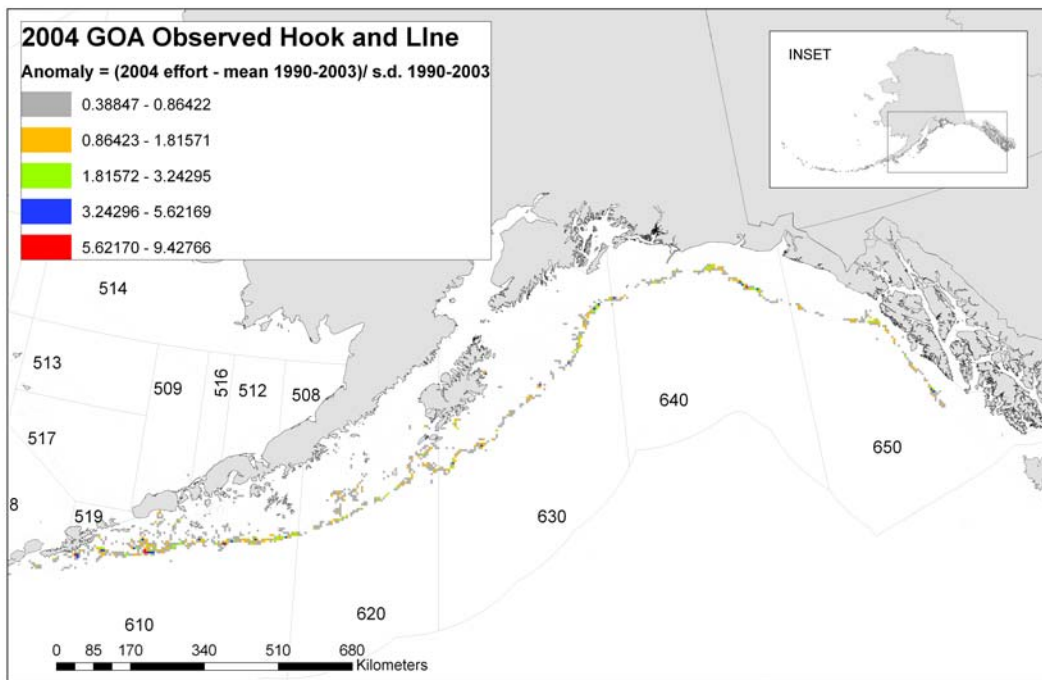 2004 GOA Observed Hook and LIne
Anomaly = (2004 effort - mean 1990-2003)/ s.d. 1990-2003
0.38847 - 0.86422
0.86423 - 1.81571
1.81572 - 3.24295
3.24296 - 5.62169
5.62170 - 9.42766
INSET
514
513
509
516
512
508
517
519
8
640
650
630
620
610
0 85 170 340 510 680
Kilometers